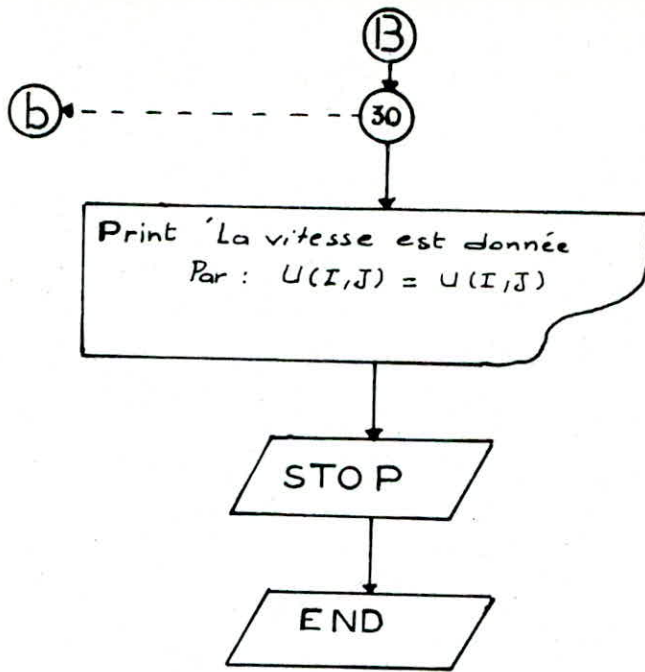 B
b
30
Print 'La vitesse est donnée
Par : U(I,J) = U(I,J)
STOP
END